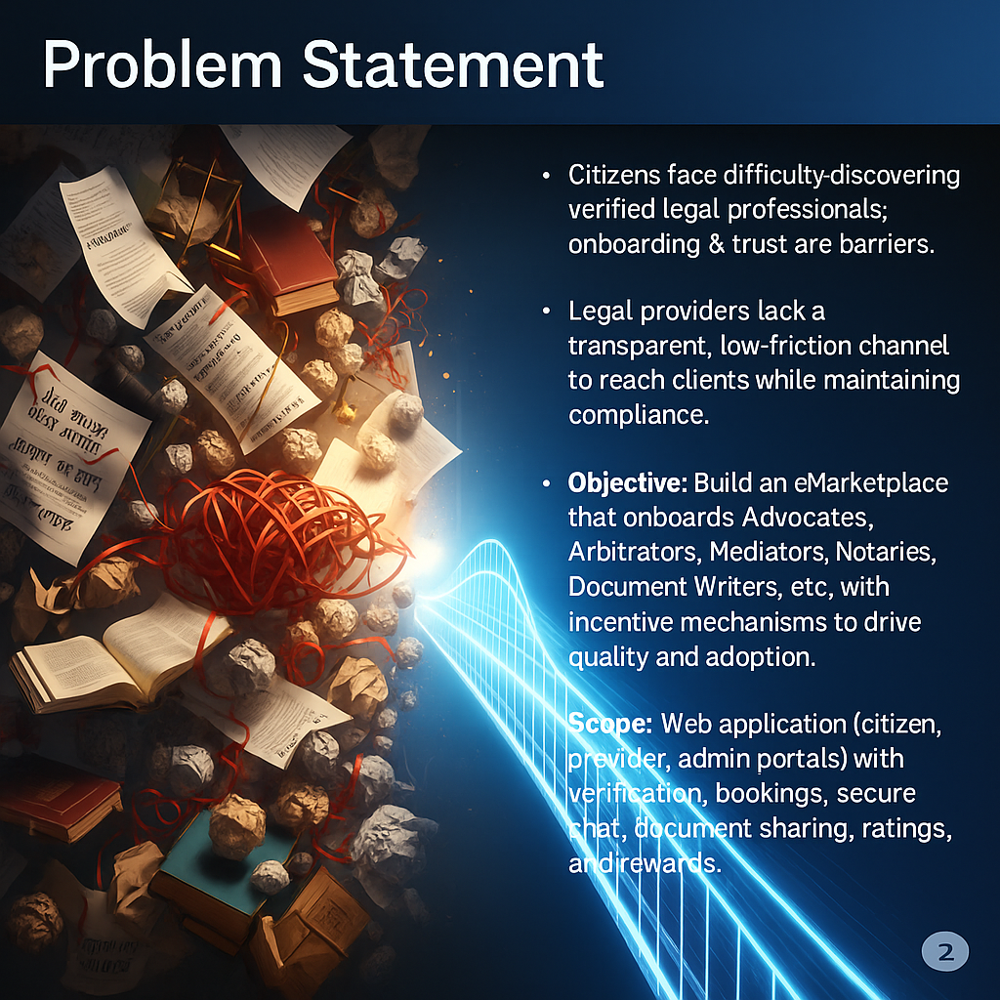 Problem Statement
• Citizens face difficulty-discovering
verified legal professionals;
onboarding & trust are barriers.
• Legal providers lack a
transparent, low-friction channel
to reach clients while maintaining
compliance.
• Objective: Build an eMarketplace
that onboards Advocates,
Arbitrators, Mediators, Notaries,
Document Writers, etc, with
incentive mechanisms to drive
quality and adoption.
Scope: Web application (citizen,
provider, admin portals) with
verification, bookings, secure
chat, document sharing, ratings,
and rewards.
2